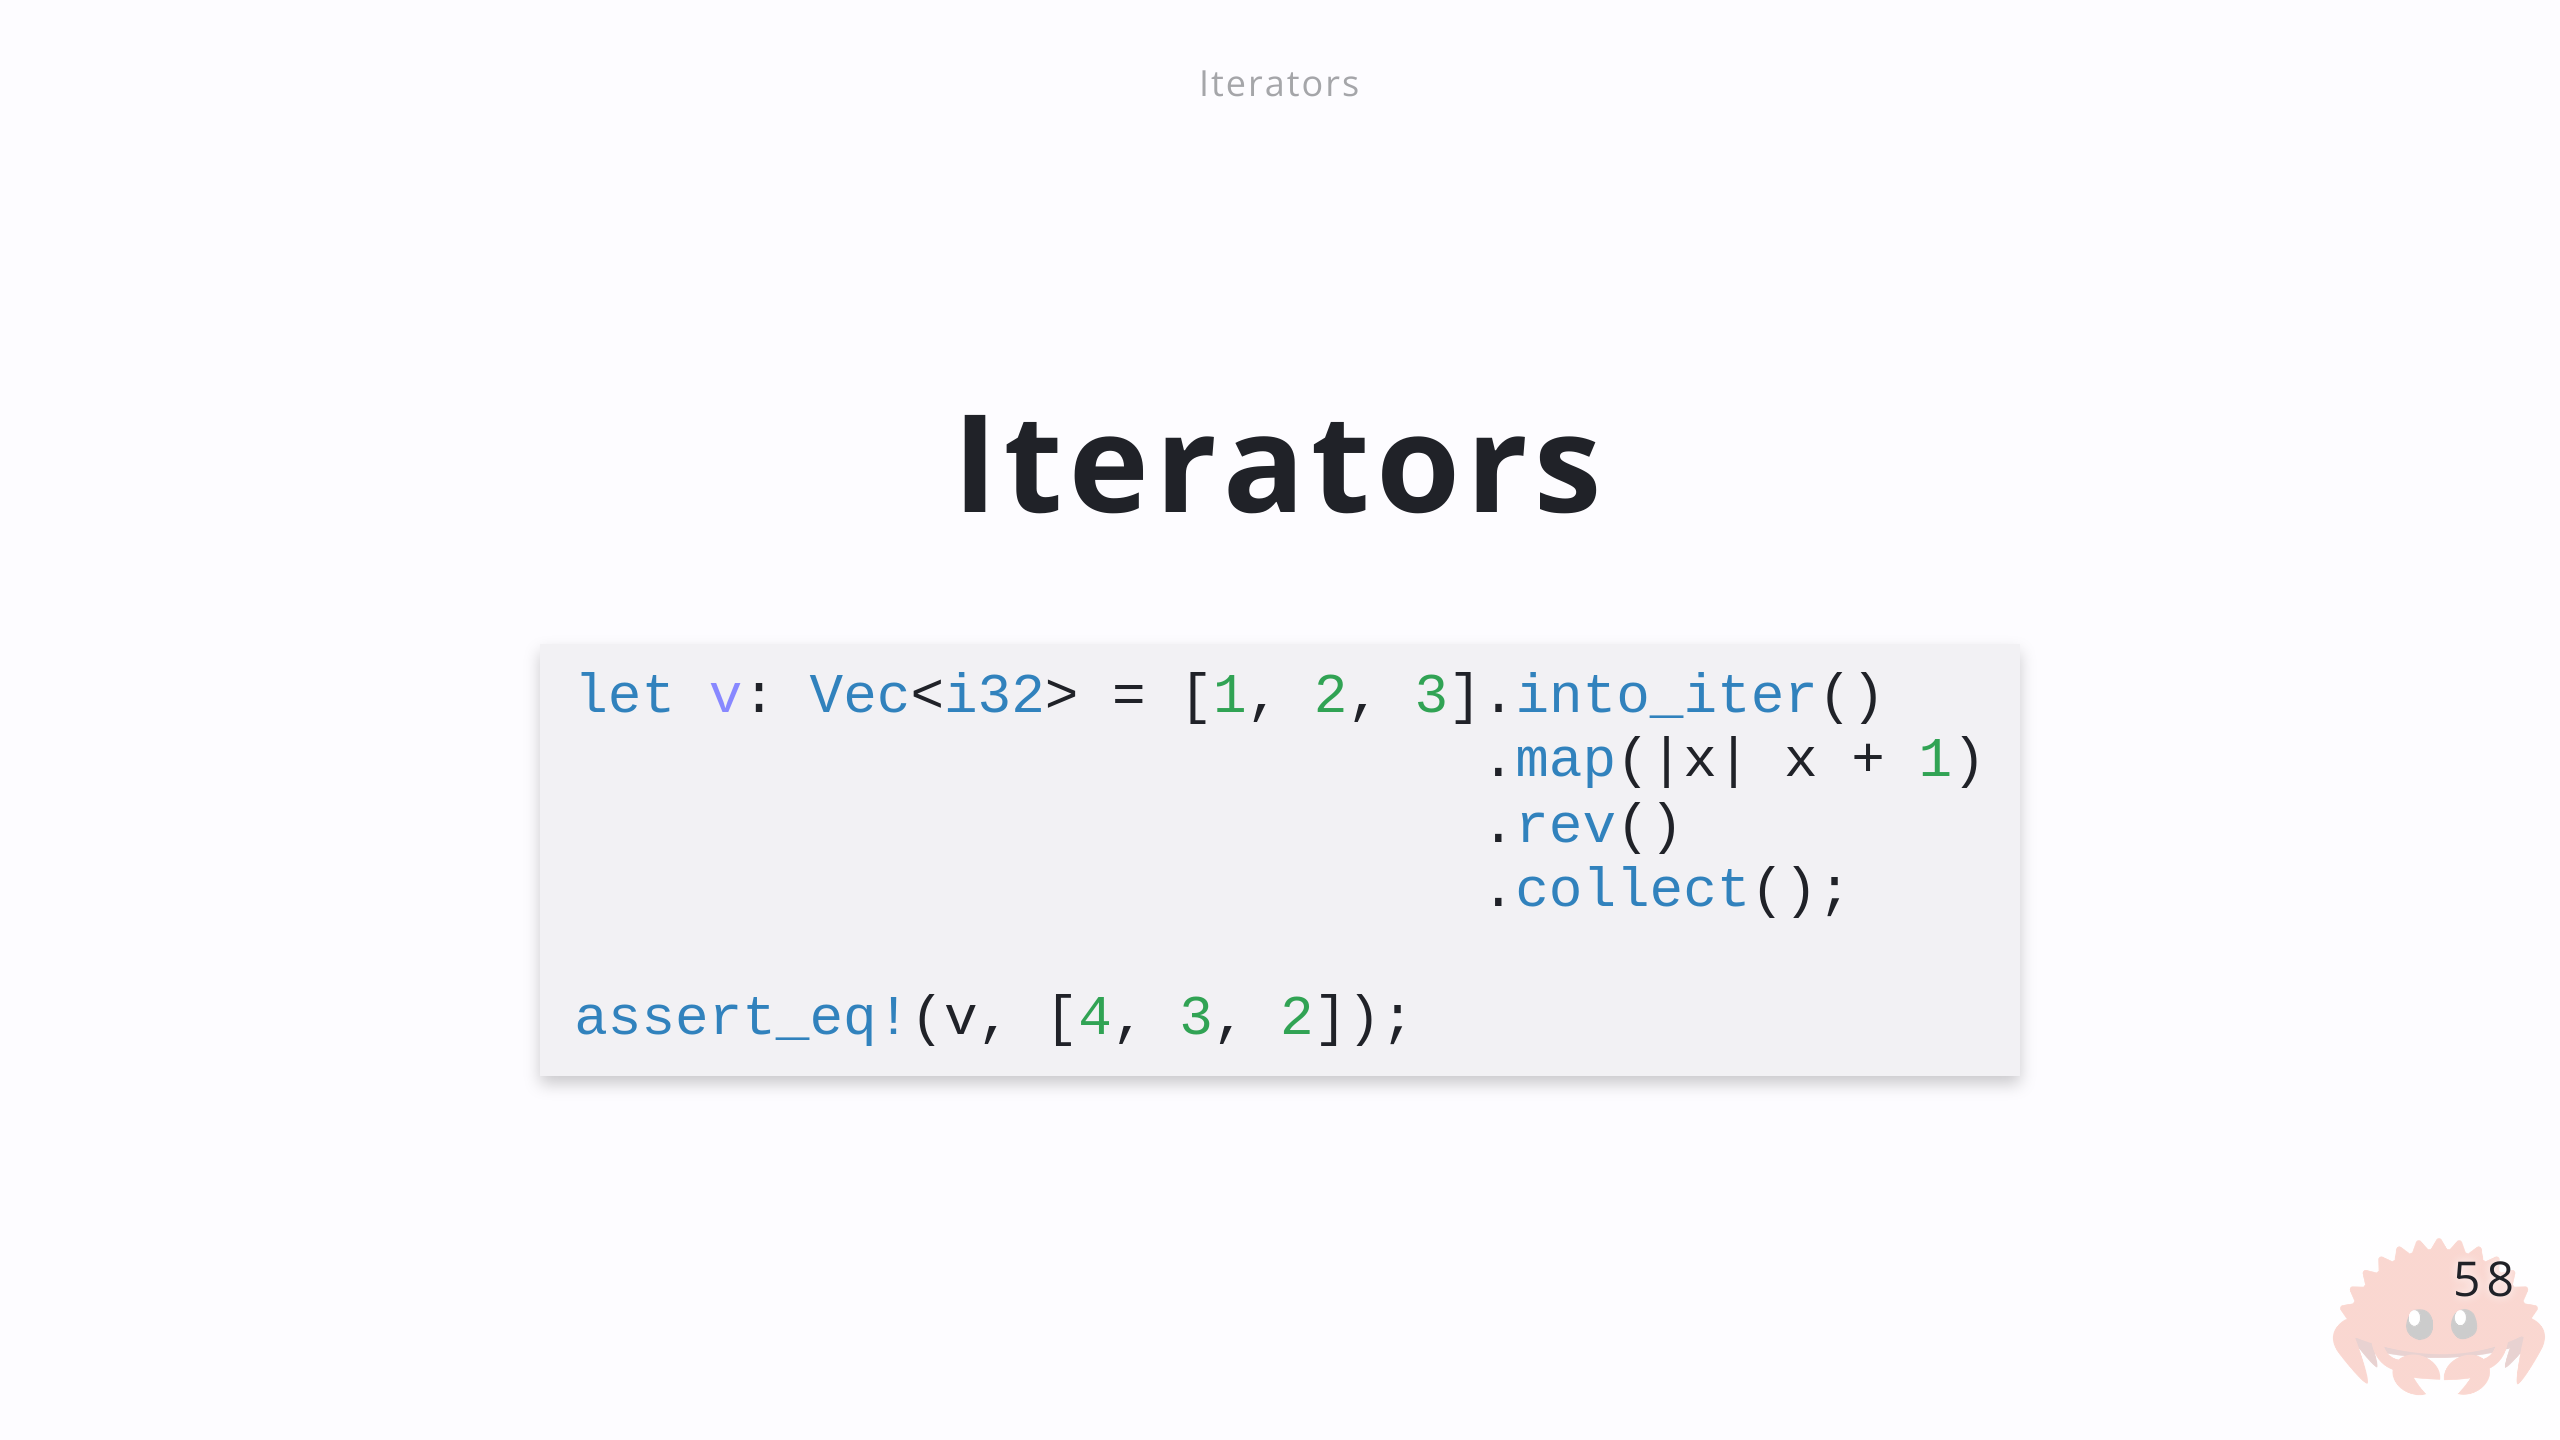 Iterators
Iterators
let v: Vec<i32> = [1, 2, 3].into_iter()
                           .map(|x| x + 1)
                           .rev()
                           .collect();

assert_eq!(v, [4, 3, 2]);
58